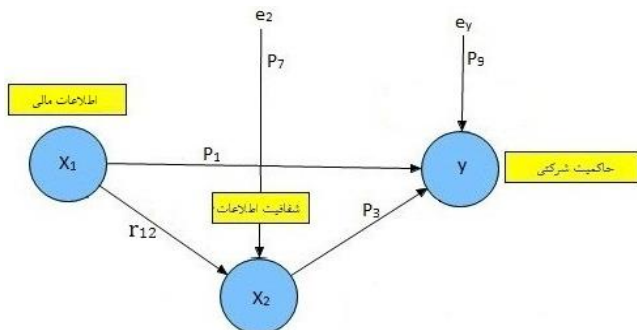 e2
ey
P7
P9
اطلاعات مالی
X1
P1
y
حاکمیت شرکتی
شفافیت اطلاعات
P3
r12
X2